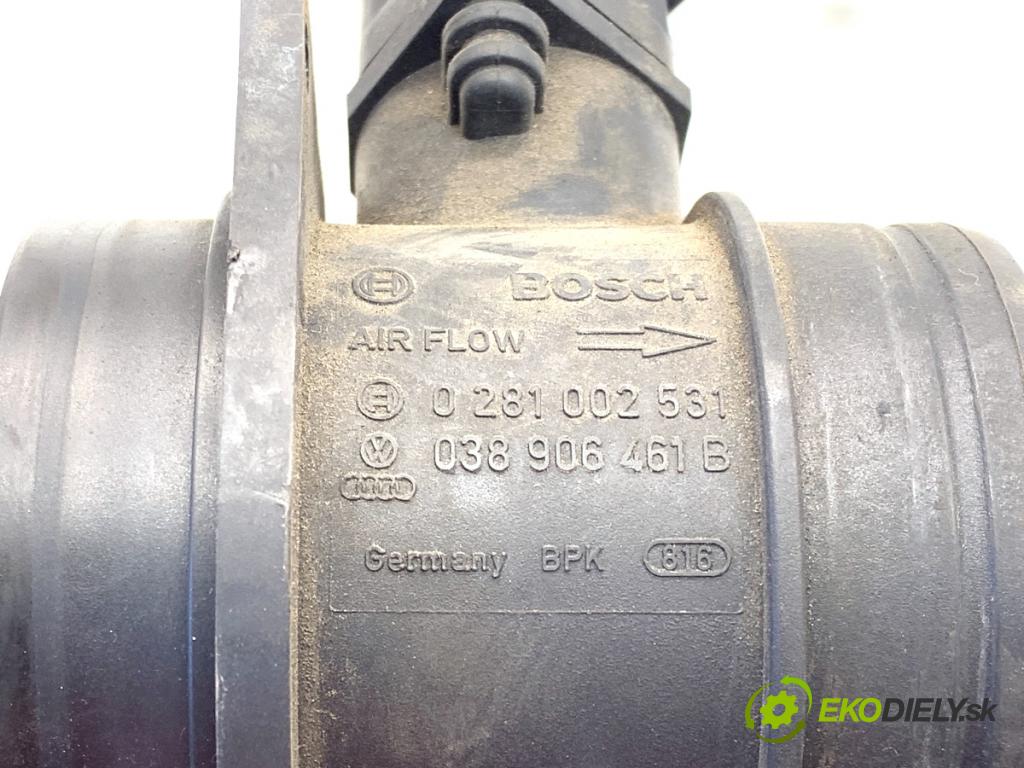 BOSCH
AIR FLOW
0 281 002 531
038 906 461 B
Germany BPK 816
EKODIELY.sk